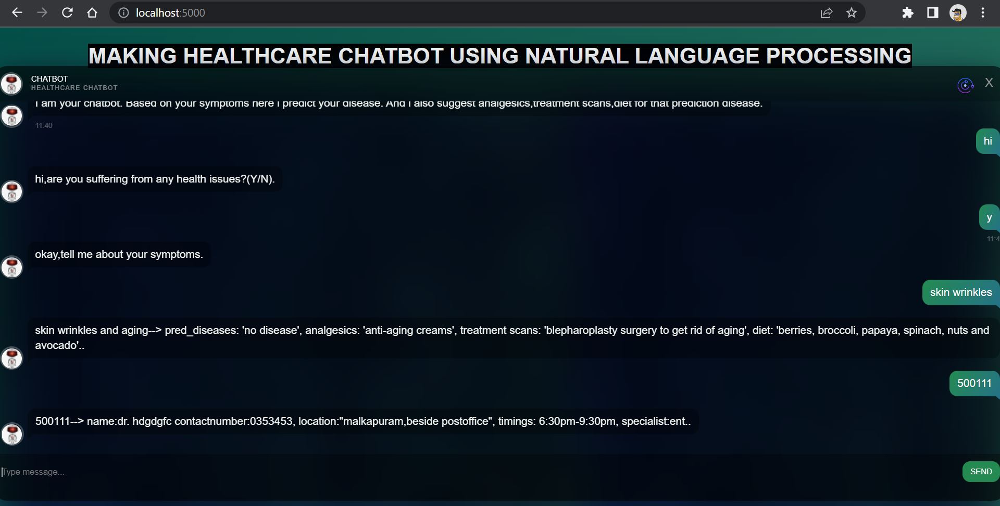 localhost:5000
MAKING HEALTHCARE CHATBOT USING NATURAL LANGUAGE PROCESSING
CHATBOT
HEALTHCARE CHATBOT
X
I am your chatbot. Based on your symptoms here i predict your disease. And i also suggest analgesics,treatment scans,diet for that prediction disease.
11:40
hi
hi,are you suffering from any health issues?(Y/N).
y
11:4
okay,tell me about your symptoms.
skin wrinkles
skin wrinkles and aging--> pred_diseases: 'no disease', analgesics: 'anti-aging creams', treatment scans: 'blepharoplasty surgery to get rid of aging', diet: 'berries, broccoli, papaya, spinach, nuts and
avocado'..
500111
500111--> name:dr. hdgdgfc contactnumber:0353453, location:"malkapuram,beside postoffice", timings: 6:30pm-9:30pm, specialist:ent..
Type message...
SEND